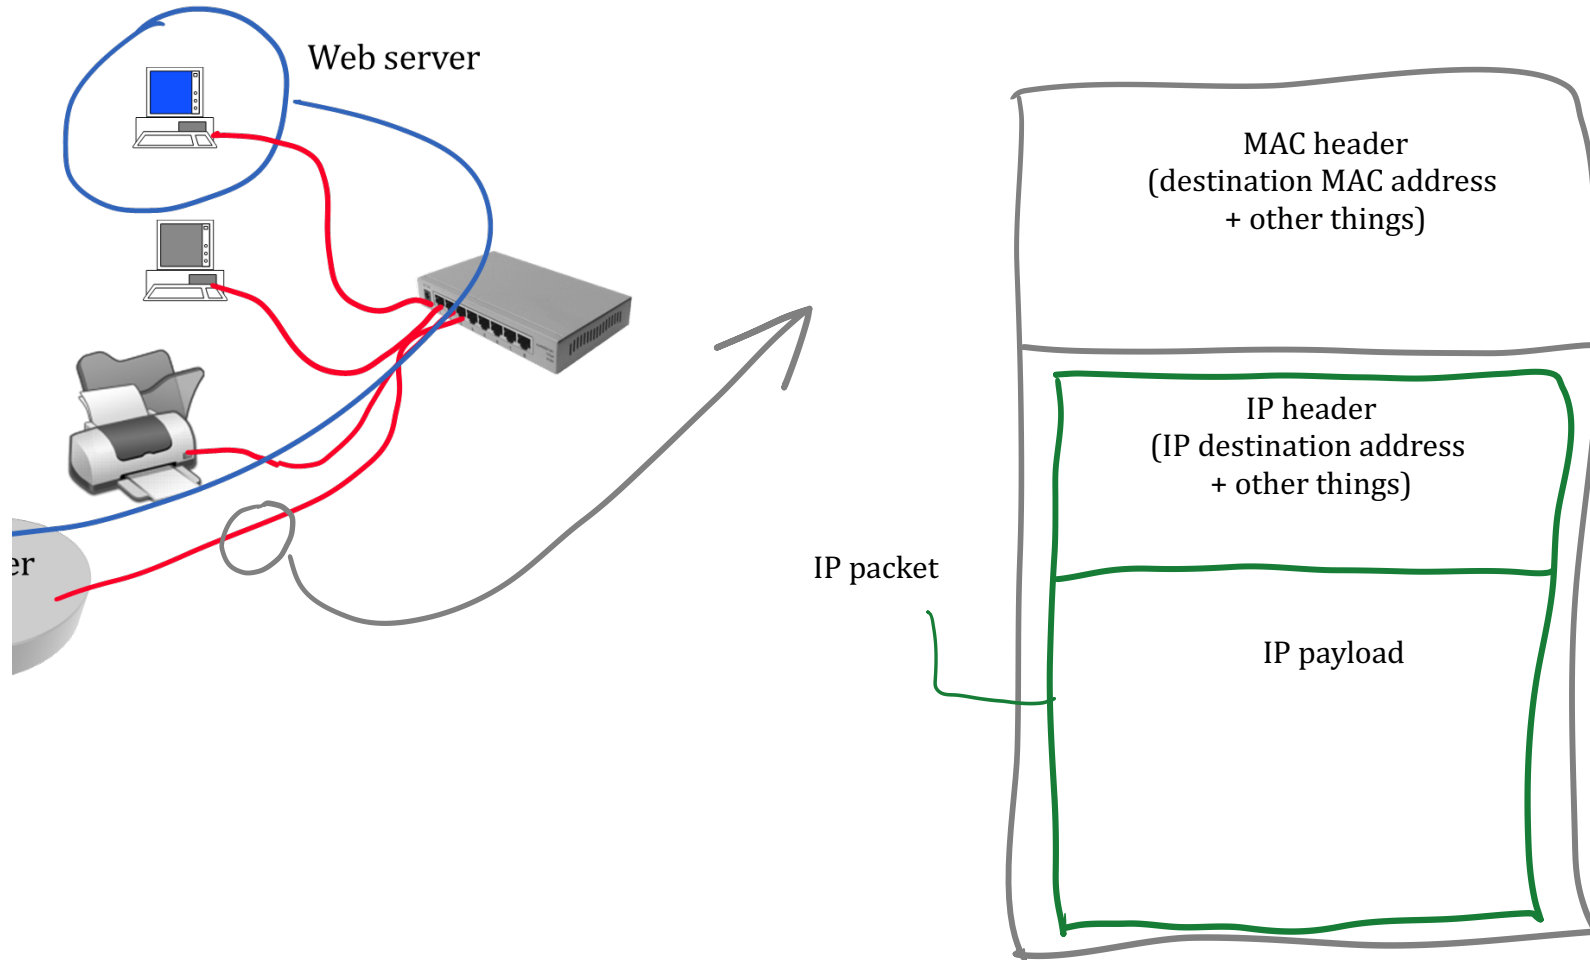 Web server
er
MAC header
(destination MAC address
+ other things)
IP header
(IP destination address
+ other things)
IP packet
IP payload